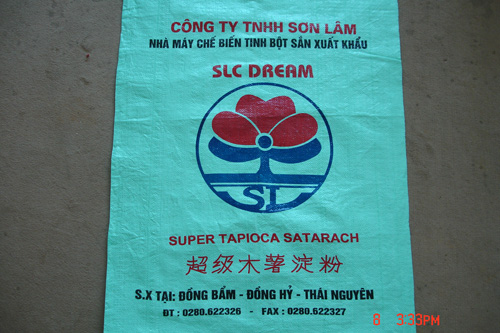 CÔNG TY TNHH SƠN LÂM
NHÀ MÁY CHẾ BIẾN TINH BỘT SẮN XUẤT KHẨU
SLC DREAM
SL
SUPER TAPIOCA SATARACH
超级木薯淀粉
S.X TẠI: ĐỒNG BẨM - ĐỒNG HỶ - THÁI NGUYÊN
ĐT : 0280.622326 - FAX : 0280.622327
8 3:33PM